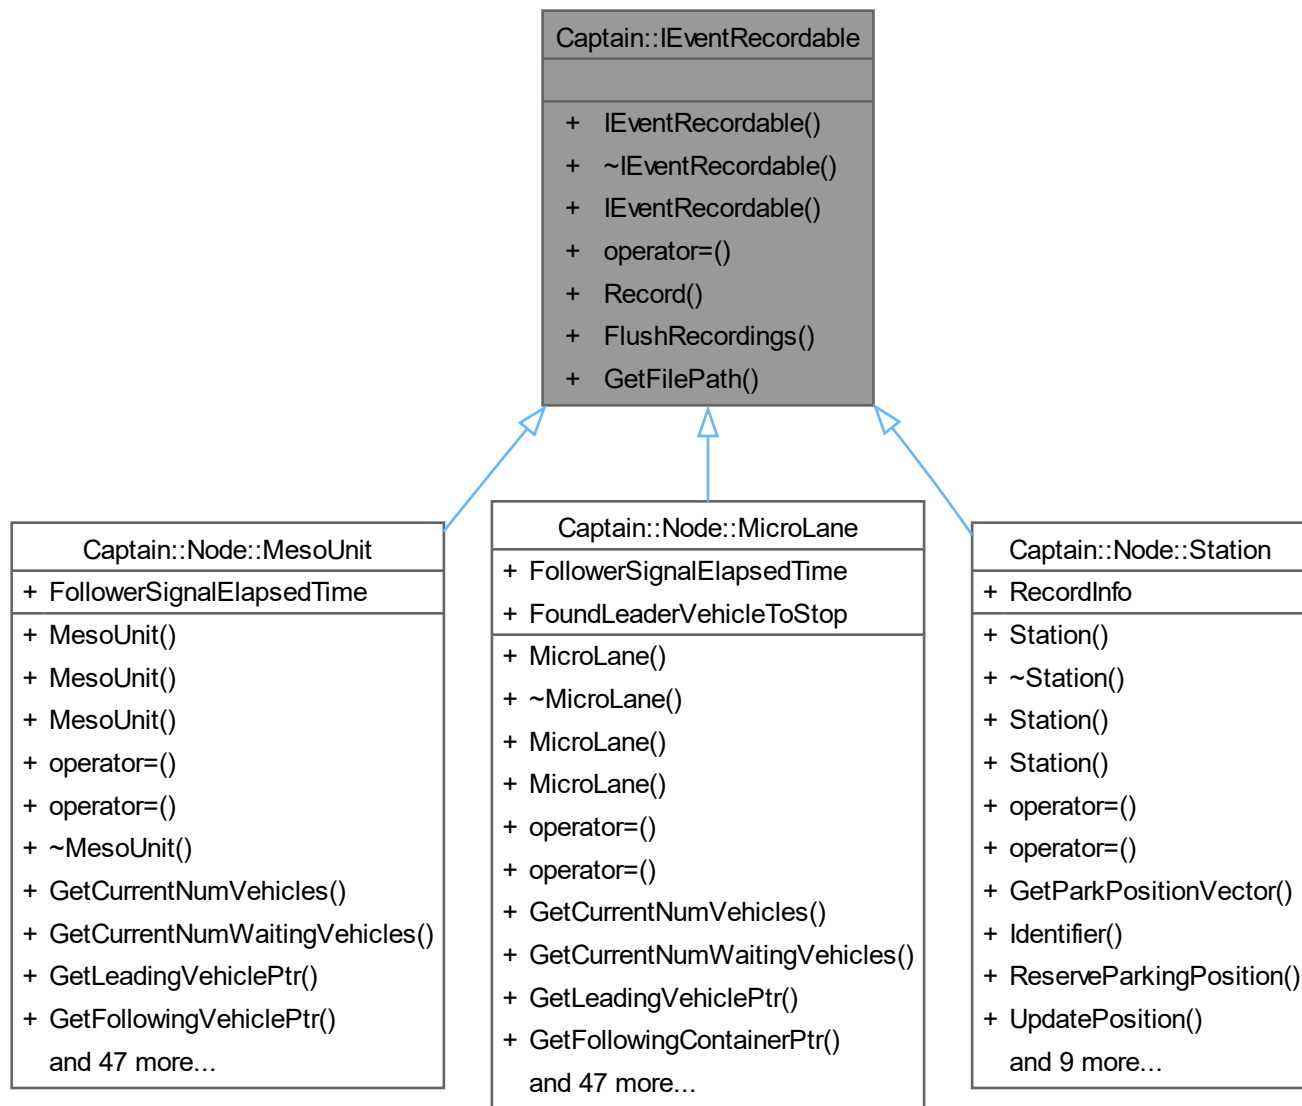 Captain::IEventRecordable
+ IEventRecordable()
+ ~IEventRecordable()
+ IEventRecordable()
+ operator=()
+ Record()
+ FlushRecordings()
+ GetFilePath()
Captain::Node::MesoUnit
+ FollowerSignalElapsedTime
+ MesoUnit()
+ MesoUnit()
+ MesoUnit()
+ operator=()
+ operator=()
+ ~MesoUnit()
+ GetCurrentNumVehicles()
+ GetCurrentNumWaitingVehicles()
+ GetLeadingVehiclePtr()
+ GetFollowingVehiclePtr()
and 47 more...
Captain::Node::MicroLane
+ FollowerSignalElapsedTime
+ FoundLeaderVehicleToStop
+ MicroLane()
+ ~MicroLane()
+ MicroLane()
+ MicroLane()
+ operator=()
+ operator=()
+ GetCurrentNumVehicles()
+ GetCurrentNumWaitingVehicles()
+ GetLeadingVehiclePtr()
+ GetFollowingContainerPtr()
and 47 more...
Captain::Node::Station
+ RecordInfo
+ Station()
+ ~Station()
+ Station()
+ Station()
+ operator=()
+ operator=()
+ GetParkPositionVector()
+ Identifier()
+ ReserveParkingPosition()
+ UpdatePosition()
and 9 more...